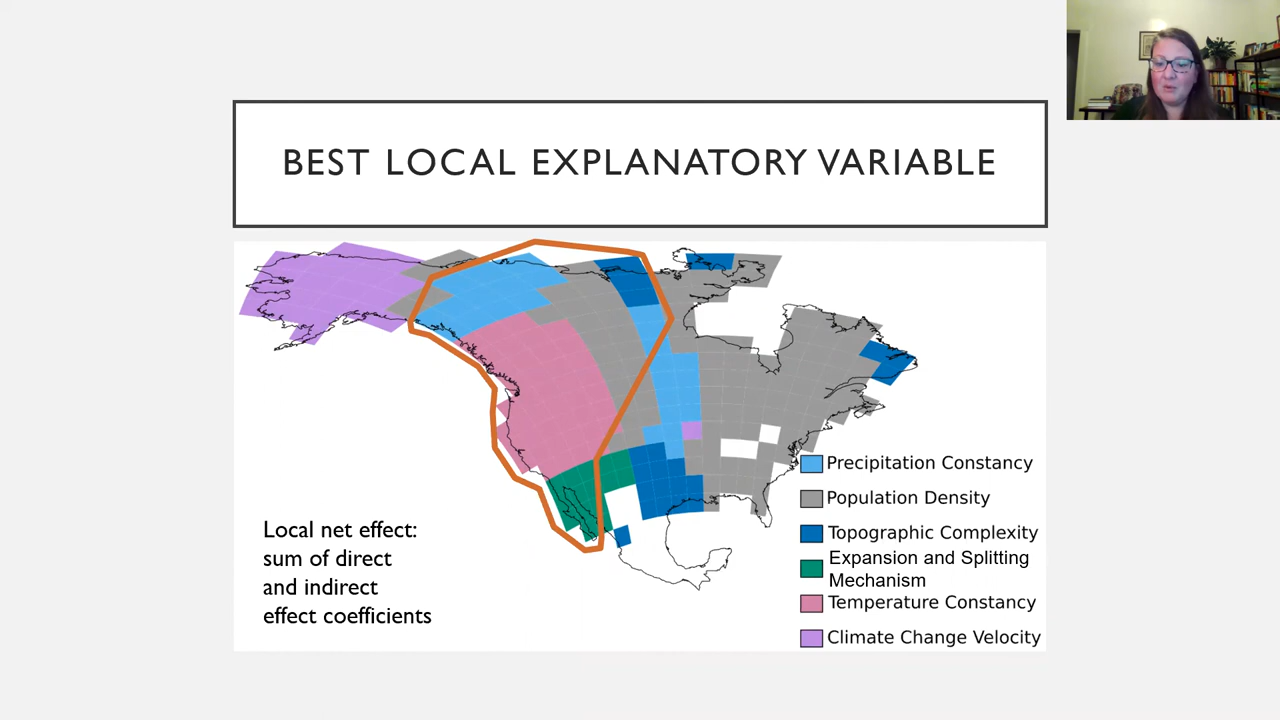 BEST LOCAL EXPLANATORY VARIABLE
Local net effect:
sum of direct
and indirect
effect coefficients
Precipitation Constancy
Population Density
Topographic Complexity
Expansion and Splitting
Mechanism
Temperature Constancy
Climate Change Velocity